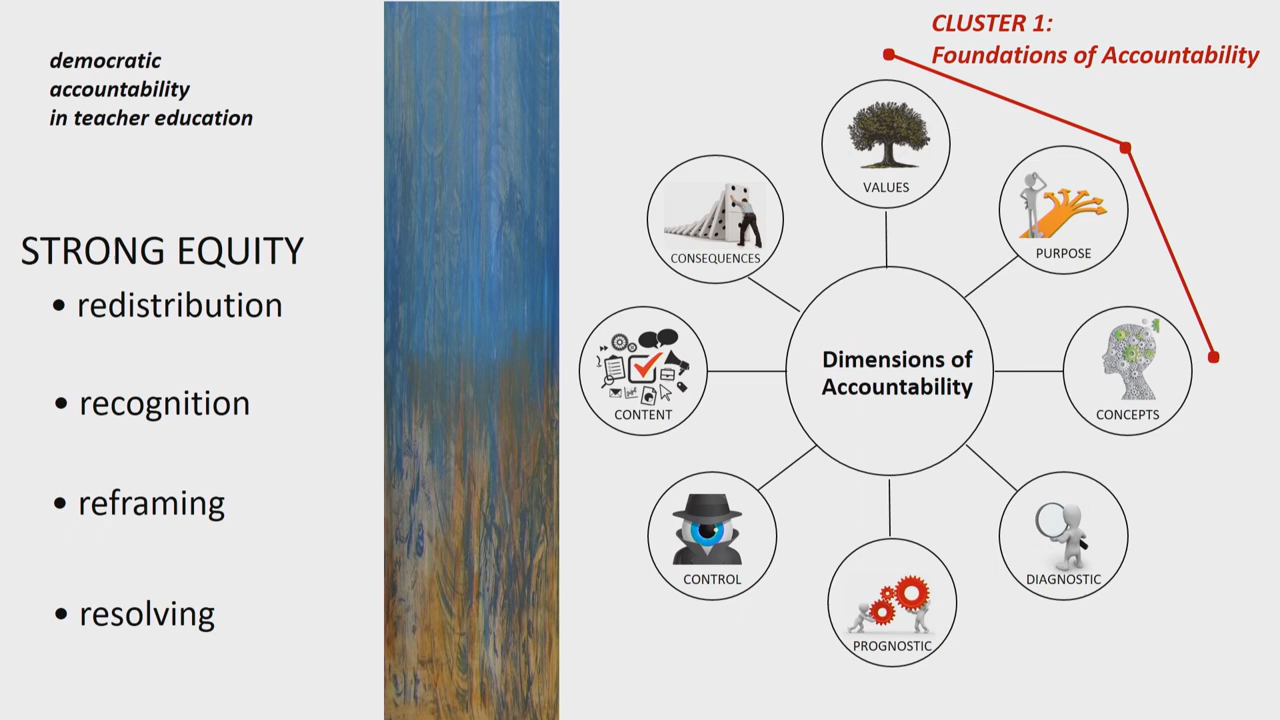 democratic
accountability
in teacher education
STRONG EQUITY
• redistribution
• recognition
• reframing
• resolving
CLUSTER 1:
Foundations of Accountability
VALUES
PURPOSE
CONCEPTS
DIAGNOSTIC
PROGNOSTIC
CONTROL
CONTENT
CONSEQUENCES
Dimensions of
Accountability